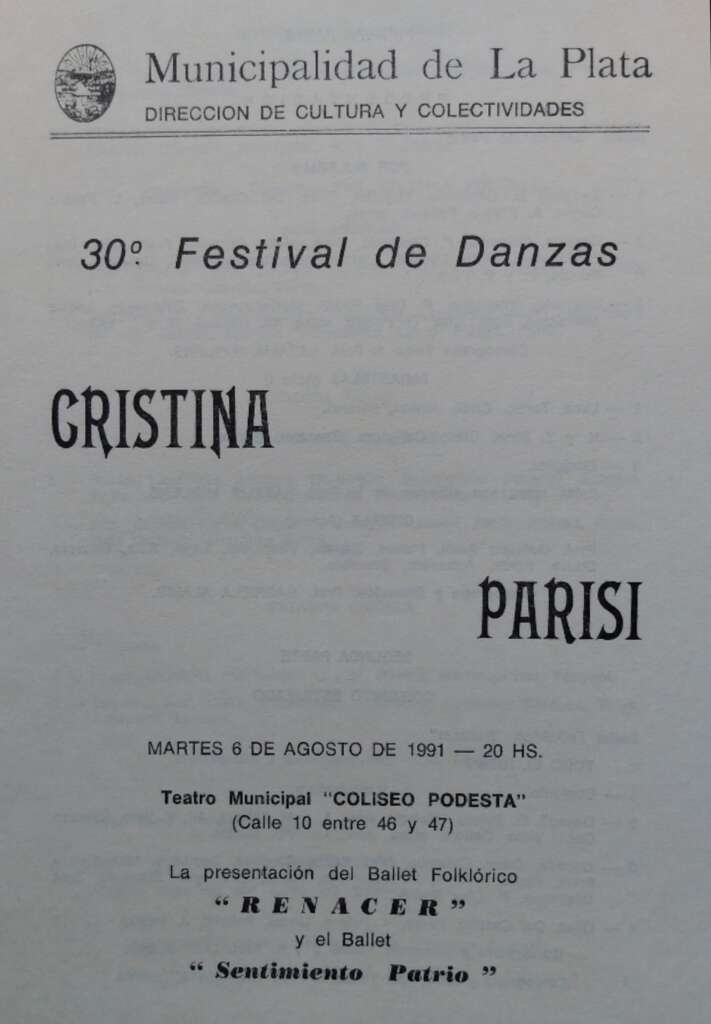 Municipalidad de La Plata
DIRECCION DE CULTURA Y COLECTIVIDADES
30º Festival de Danzas
CRISTINA
PARISI
MARTES 6 DE AGOSTO DE 1991 — 20 HS.
Teatro Municipal "COLISEO PODESTA"
(Calle 10 entre 46 y 47)
La presentación del Ballet Folklórico
“ RENACER ”
y el Ballet
“ Sentimiento Patrio ”